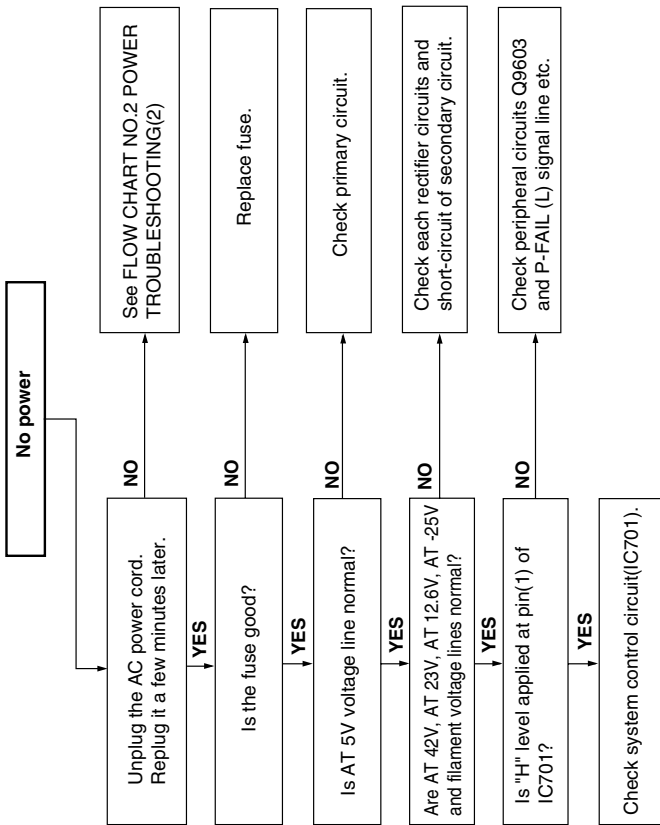 No power
Unplug the AC power cord.
Replug it a few minutes later.
NO
See FLOW CHART NO.2 POWER
TROUBLESHOOTING(2)
YES
Is the fuse good?
NO
Replace fuse.
YES
Is AT 5V voltage line normal?
NO
Check primary circuit.
YES
Are AT 42V, AT 23V, AT 12.6V, AT -25V
and filament voltage lines normal?
NO
Check each rectifier circuits and
short-circuit of secondary circuit.
YES
Is "H" level applied at pin(1) of
IC701?
NO
Check peripheral circuits Q9603
and P-FAIL (L) signal line etc.
YES
Check system control circuit(IC701).